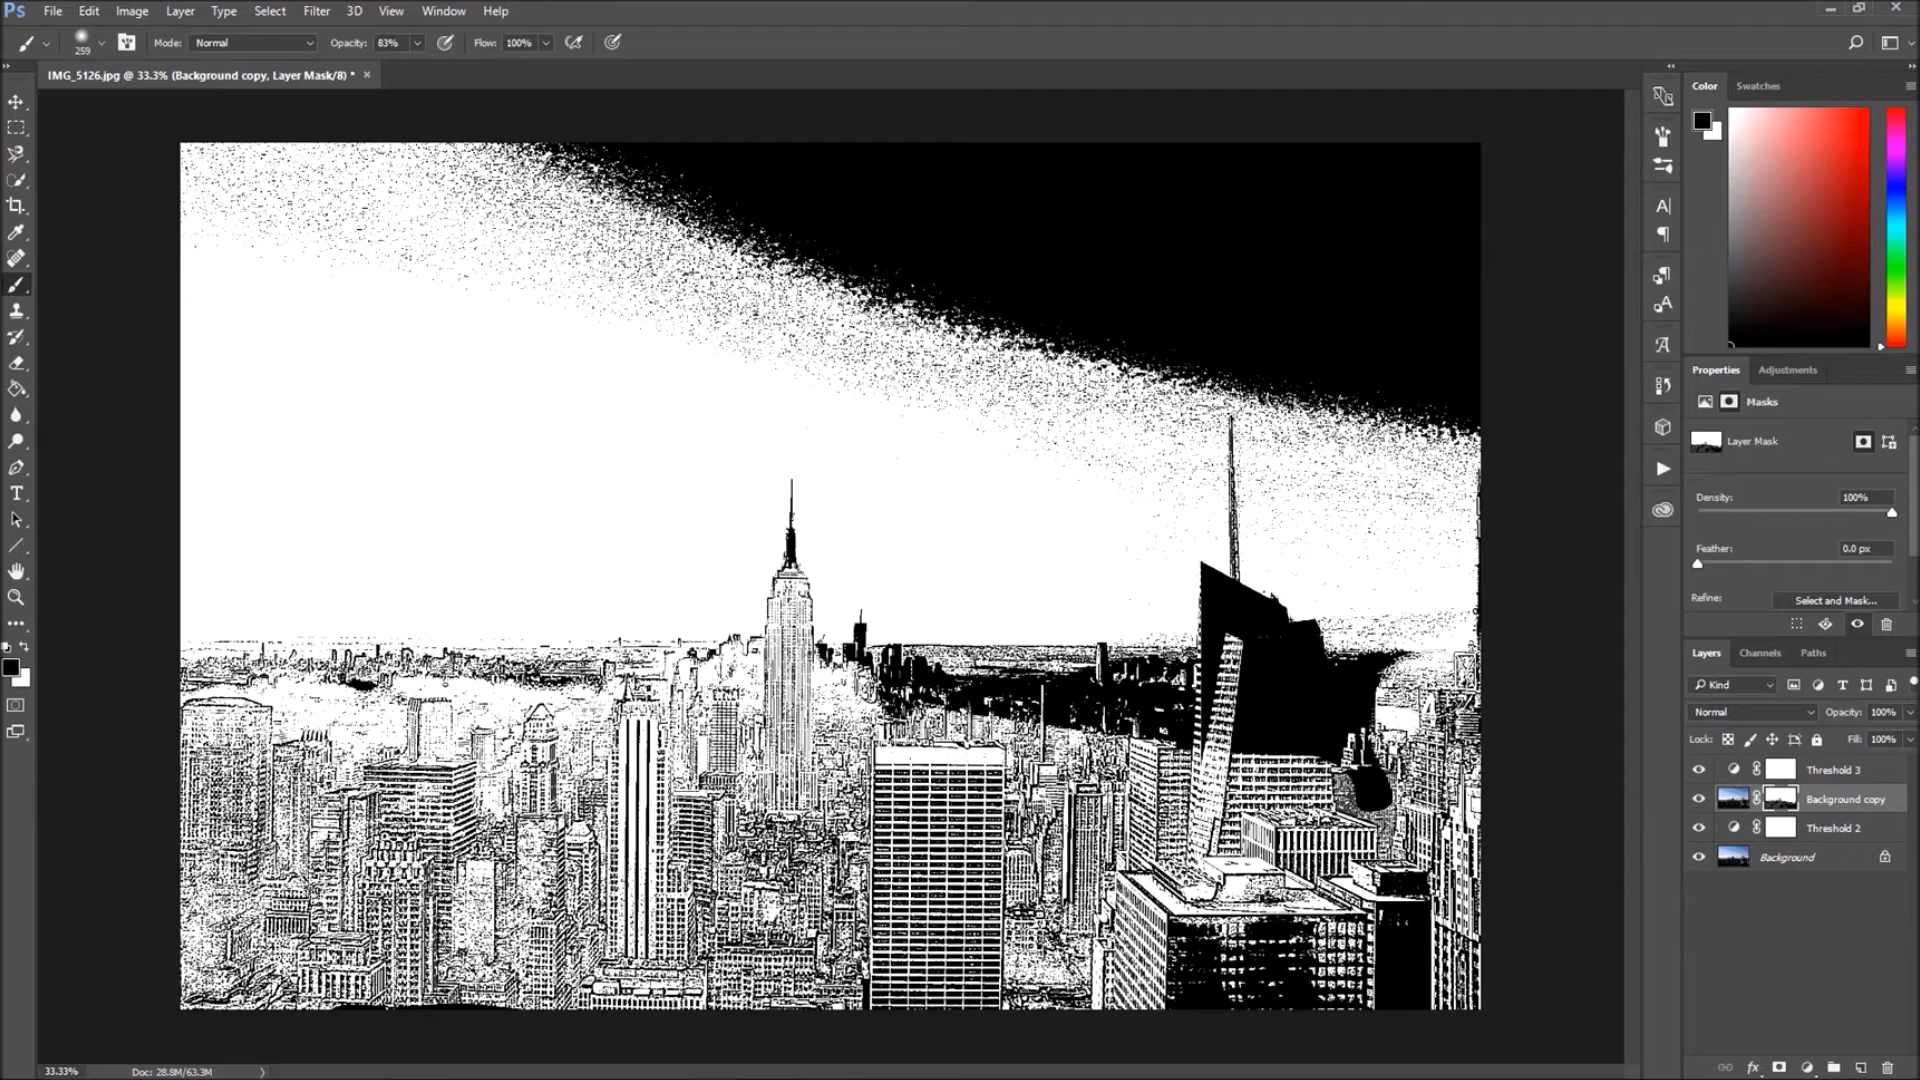 Ps File Edit Image Layer Type Select Filter 3D View Window Help
259 Mode: Normal Opacity: 83% Flow: 100%
IMG_5126.jpg @ 33.3% (Background copy, Layer Mask/8) * ×
Color Swatches
Properties Adjustments
Masks
Layer Mask
Density: 100%
Feather: 0.0 px
Refine: Select and Mask...
Layers Channels Paths
Kind
Normal Opacity: 100%
Lock: Fill: 100%
Threshold 3
Background copy
Threshold 2
Background
33.33% Doc: 28.8M/63.3M